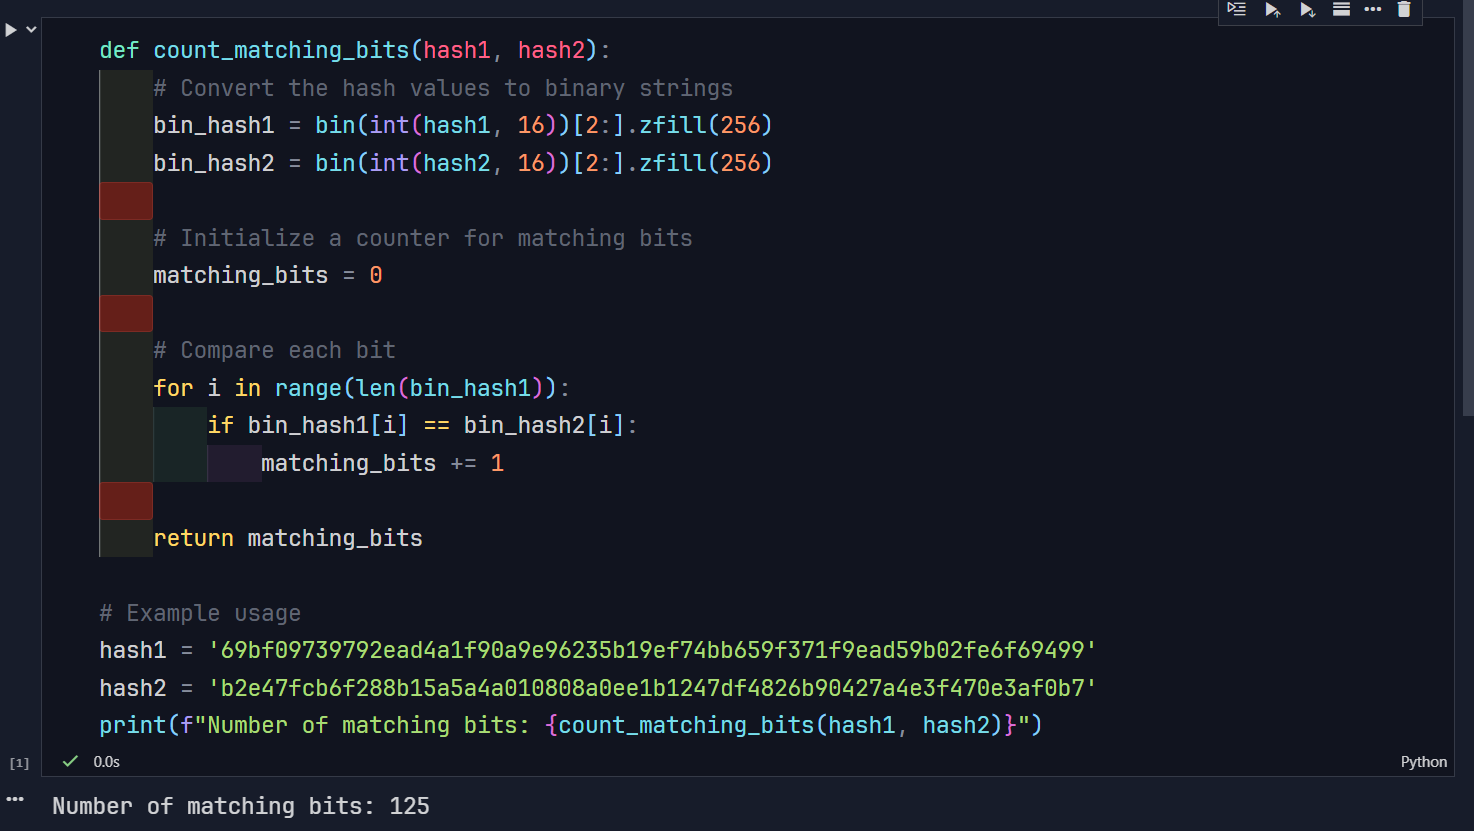 def count_matching_bits(hash1, hash2):
    # Convert the hash values to binary strings
    bin_hash1 = bin(int(hash1, 16))[2:].zfill(256)
    bin_hash2 = bin(int(hash2, 16))[2:].zfill(256)
    # Initialize a counter for matching bits
    matching_bits = 0
    # Compare each bit
    for i in range(len(bin_hash1)):
        if bin_hash1[i] == bin_hash2[i]:
            matching_bits += 1
    return matching_bits
# Example usage
hash1 = '69bf09739792ead4a1f90a9e96235b19ef74bb659f371f9ead59b02fe6f69499'
hash2 = 'b2e47fcb6f288b15a5a4a010808a0ee1b1247df4826b90427a4e3f470e3af0b7'
print(f"Number of matching bits: {count_matching_bits(hash1, hash2)}")
[1] 0.0s Python
Number of matching bits: 125